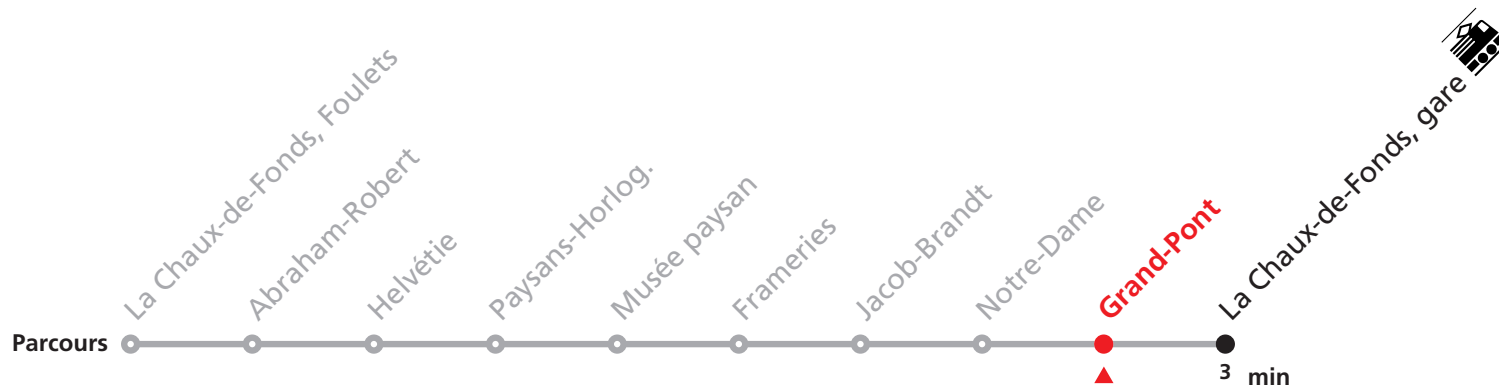 La Chaux-de-Fonds, Foulets
Abraham-Robert
Helvétie
Paysans-Horlog.
Musée paysan
Frameries
Jacob-Brandt
Notre-Dame
Grand-Pont
La Chaux-de-Fonds, gare
Parcours
3 min